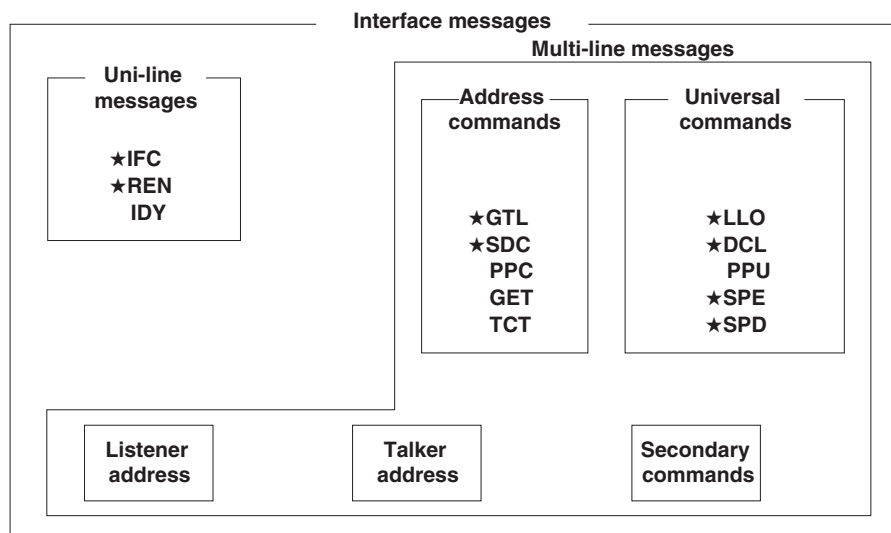 Interface messages
Multi-line messages
Uni-line
messages
★IFC
★REN
IDY
Address
commands
★GTL
★SDC
PPC
GET
TCT
Universal
commands
★LLO
★DCL
PPU
★SPE
★SPD
Listener
address
Talker
address
Secondary
commands